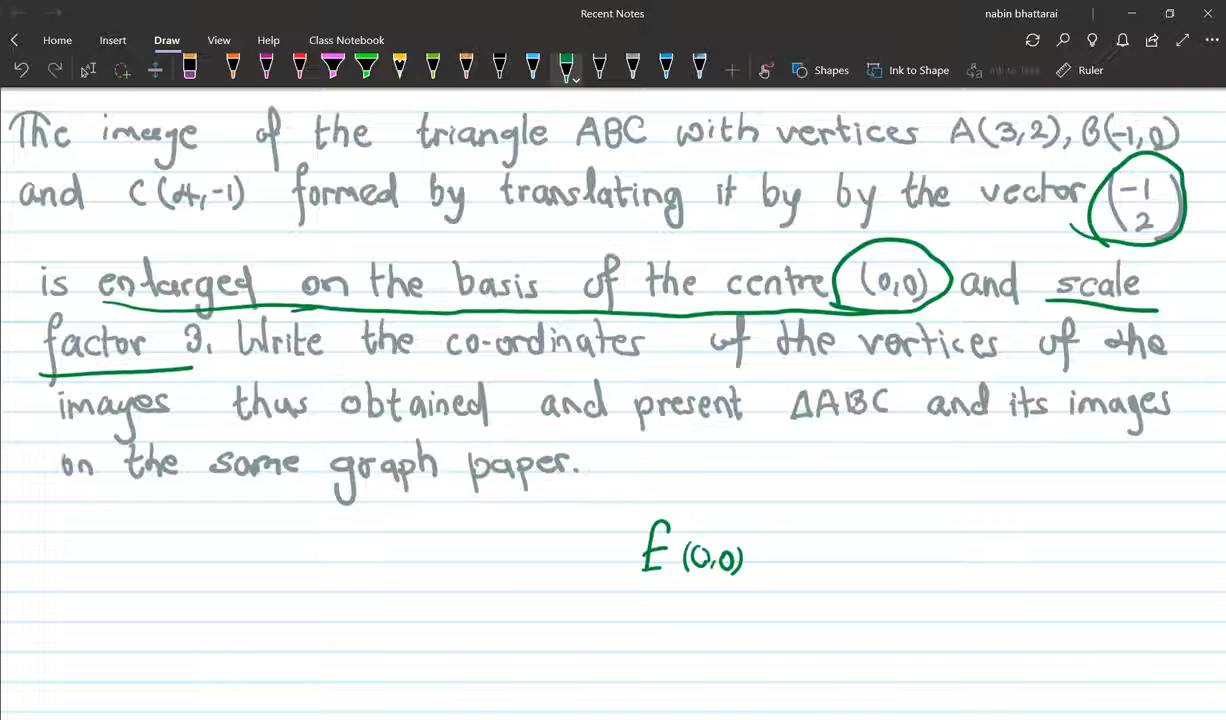 Recent Notes
nabin bhattarai
Home Insert Draw View Help Class Notebook
Shapes Ink to Shape Ink to Text Ruler
The image of the triangle ABC with vertices A(3,2), B(-1,0)
and C(4,-1) formed by translating it by by the vector (-1
2)
is enlarged on the basis of the centre (0,0) and scale
factor 3. Write the co-ordinates of the vertices of the
images thus obtained and present ΔABC and its images
on the same graph paper.
E (0,0)